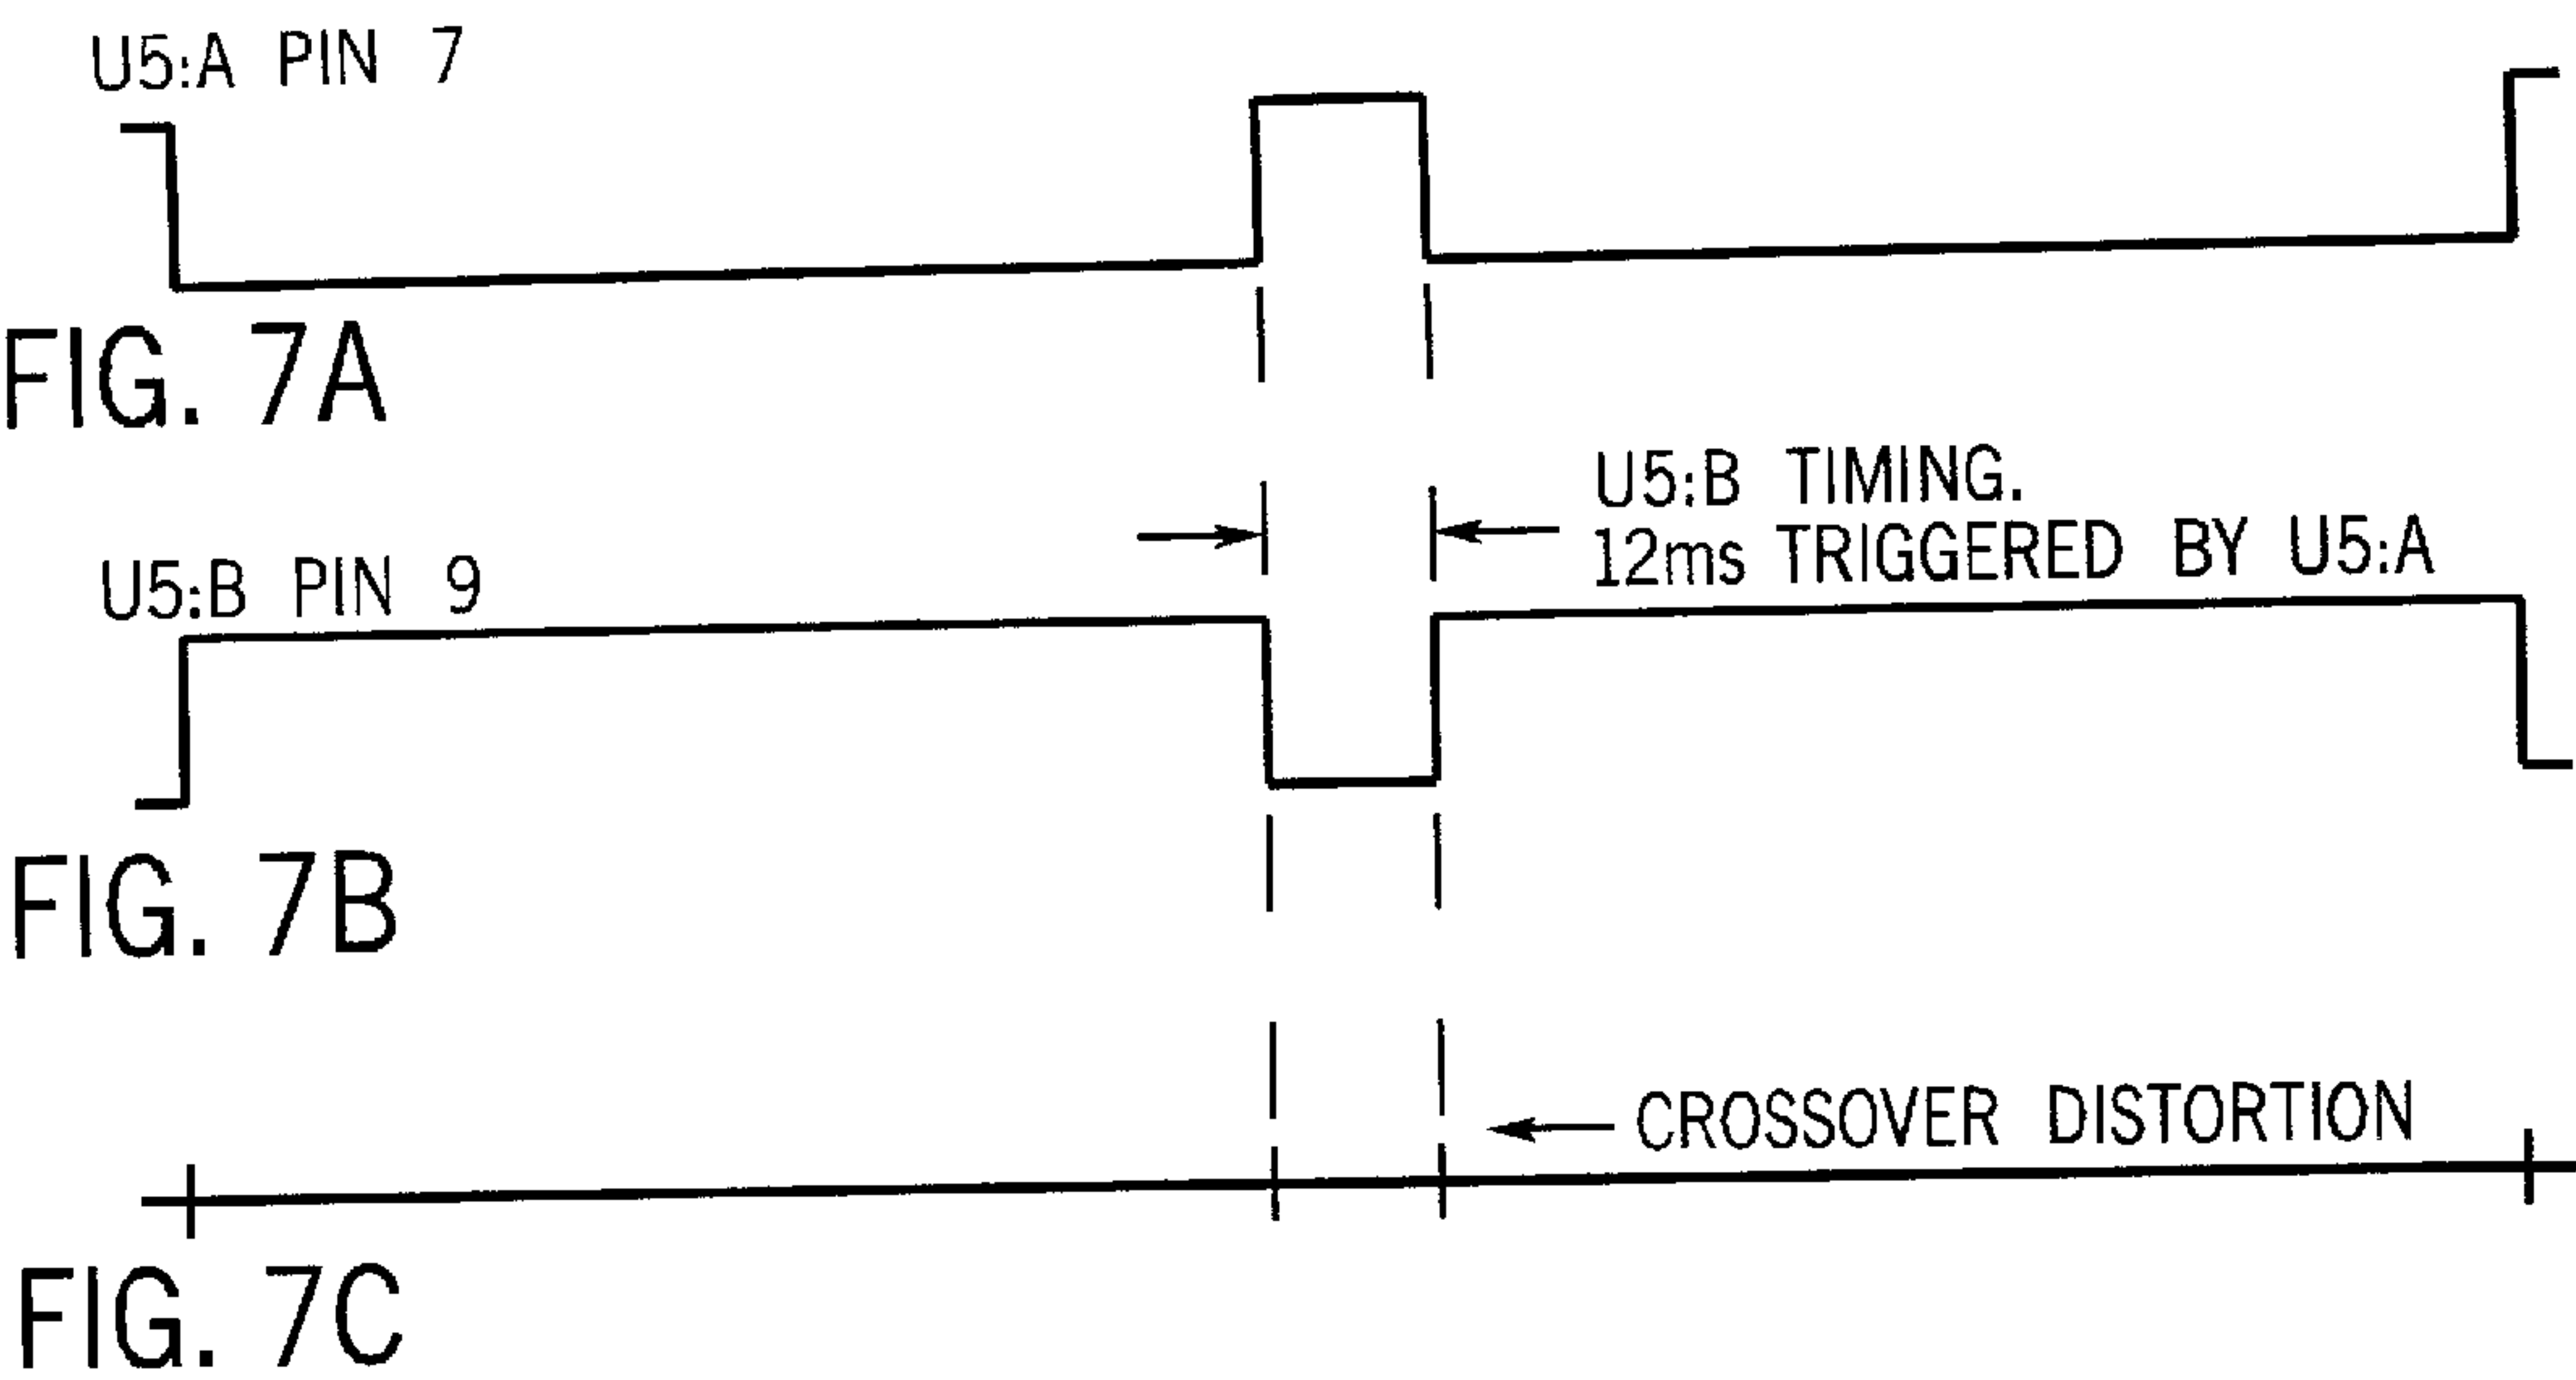 U5:A PIN 7
FIG. 7A
U5:B TIMING.
12ms TRIGGERED BY U5:A
U5:B PIN 9
FIG. 7B
CROSSOVER DISTORTION
FIG. 7C